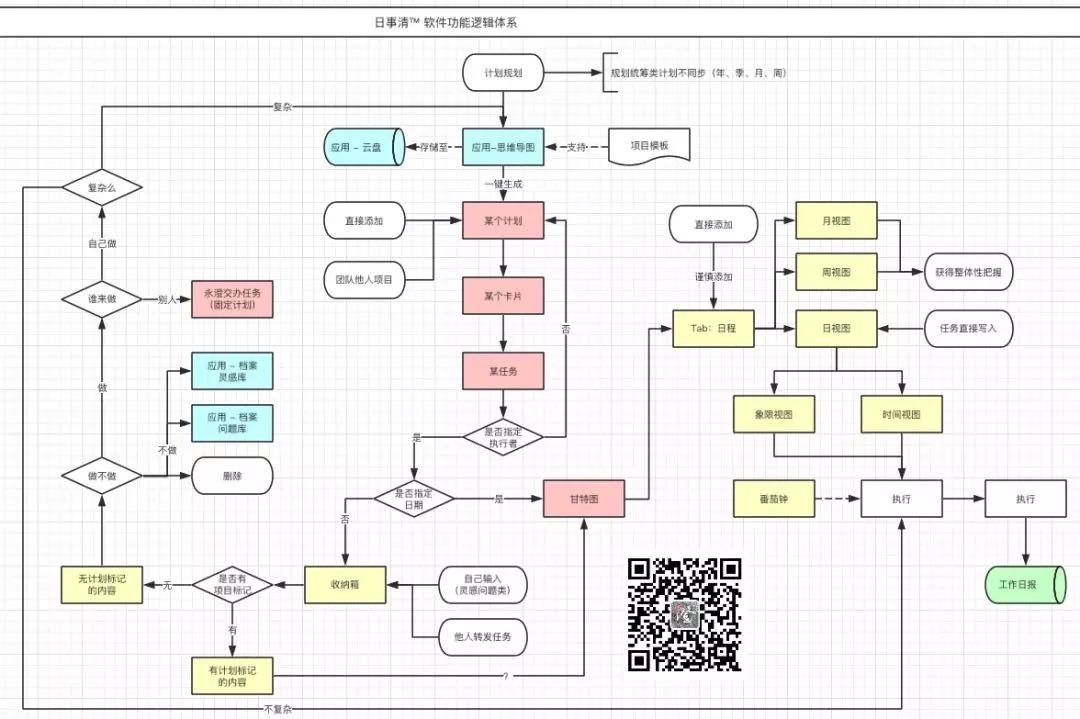 日事清™ 软件功能逻辑体系
计划规划
规划统筹类计划不同步（年、季、月、周）
复杂
应用 - 云盘
存储至
应用-思维导图
支持
项目模板
一键生成
复杂么
直接添加
某个计划
直接添加
月视图
自己做
团队他人项目
谨慎添加
周视图
获得整体性把握
谁来做
别人
永澄交办任务
（固定计划）
某个卡片
否
Tab：日程
日视图
任务直接写入
应用 - 档案
灵感库
某任务
做
应用 - 档案
问题库
象限视图
时间视图
是
是否指定
执行者
不做
做不做
删除
是否指定
日期
是
甘特图
番茄钟
执行
执行
否
无计划标记
的内容
无
是否有
项目标记
收纳箱
自己输入
（灵感问题类）
工作日报
有
他人转发任务
有计划标记
的内容
?
不复杂